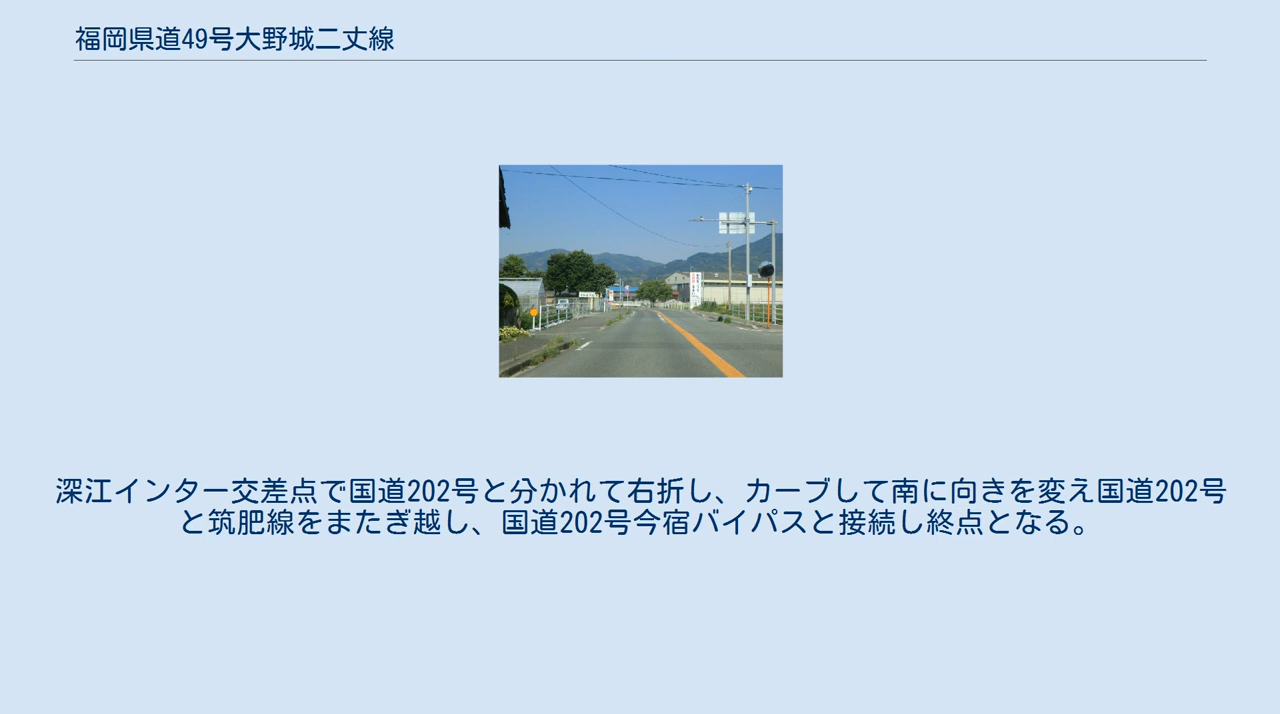 福岡県道49号大野城二丈線
深江インター交差点で国道202号と分かれて右折し、カーブして南に向きを変え国道202号
と筑肥線をまたぎ越し、国道202号今宿バイパスと接続し終点となる。